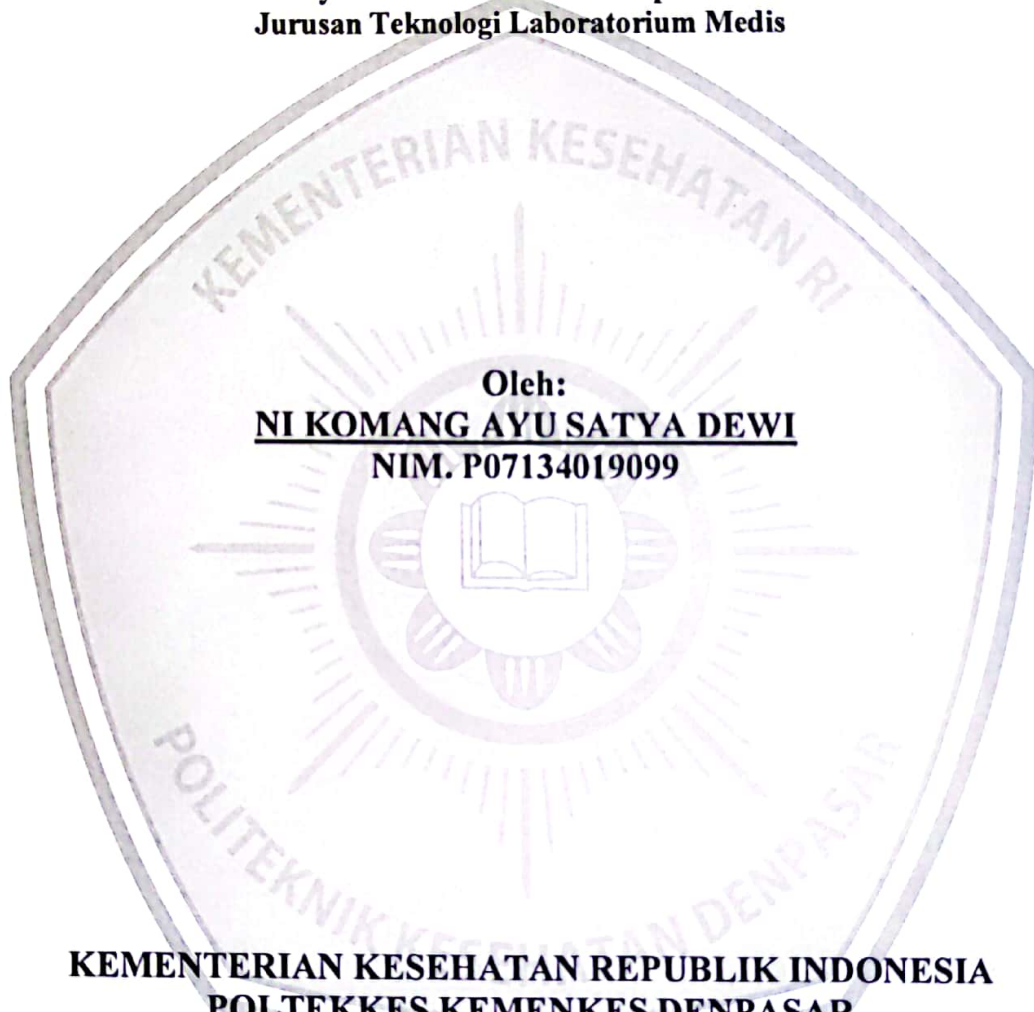 Jurusan Teknologi Laboratorium Medis
KEMENTERIAN KESEHATAN RI
Oleh:
NI KOMANG AYU SATYA DEWI
NIM. P07134019099
POLITEKNIK KESEHATAN DENPASAR
KEMENTERIAN KESEHATAN REPUBLIK INDONESIA
POLTEKKES KEMENKES DENPASAR